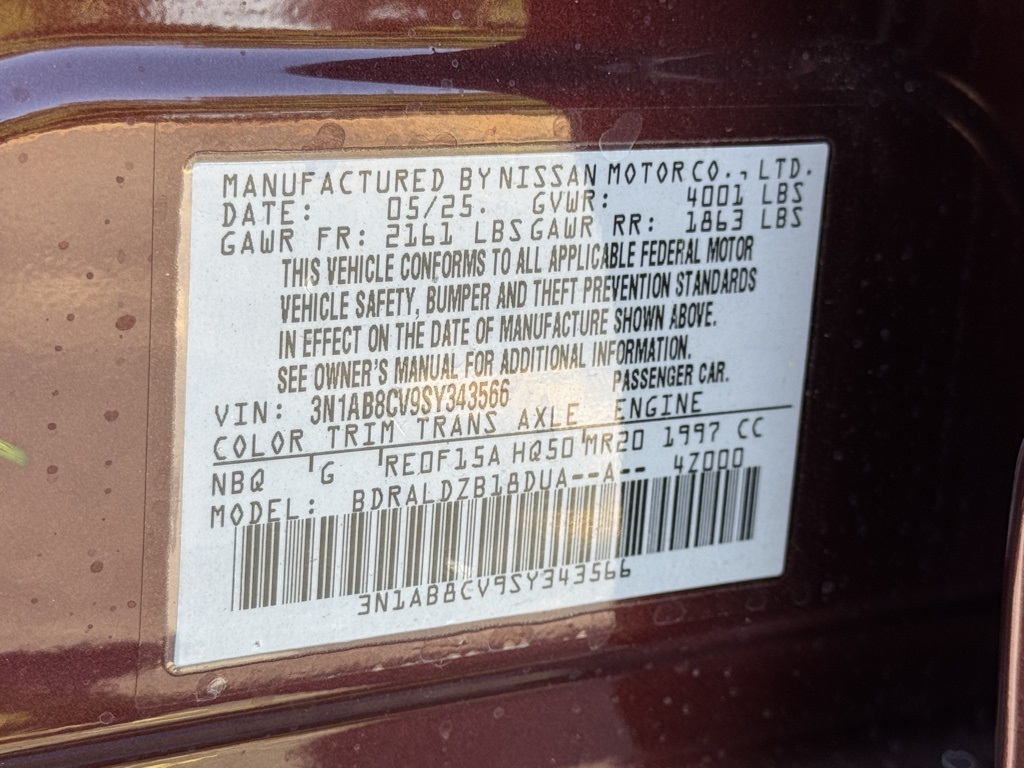 MANUFACTURED BY NISSAN MOTOR CO., LTD.
DATE: 05/25. GVWR: 4001 LBS
GAWR FR: 2161 LBS GAWR RR: 1863 LBS
THIS VEHICLE CONFORMS TO ALL APPLICABLE FEDERAL MOTOR
VEHICLE SAFETY, BUMPER AND THEFT PREVENTION STANDARDS
IN EFFECT ON THE DATE OF MANUFACTURE SHOWN ABOVE.
SEE OWNER'S MANUAL FOR ADDITIONAL INFORMATION.
VIN: 3N1AB8CV9SY343566 PASSENGER CAR.
COLOR TRIM TRANS AXLE ENGINE
NBQ G RE0F15A HQ50 MR20 1997 CC
MODEL: BDRALDZB18DUA--A-- 4Z000
3N1AB8CV9SY343566